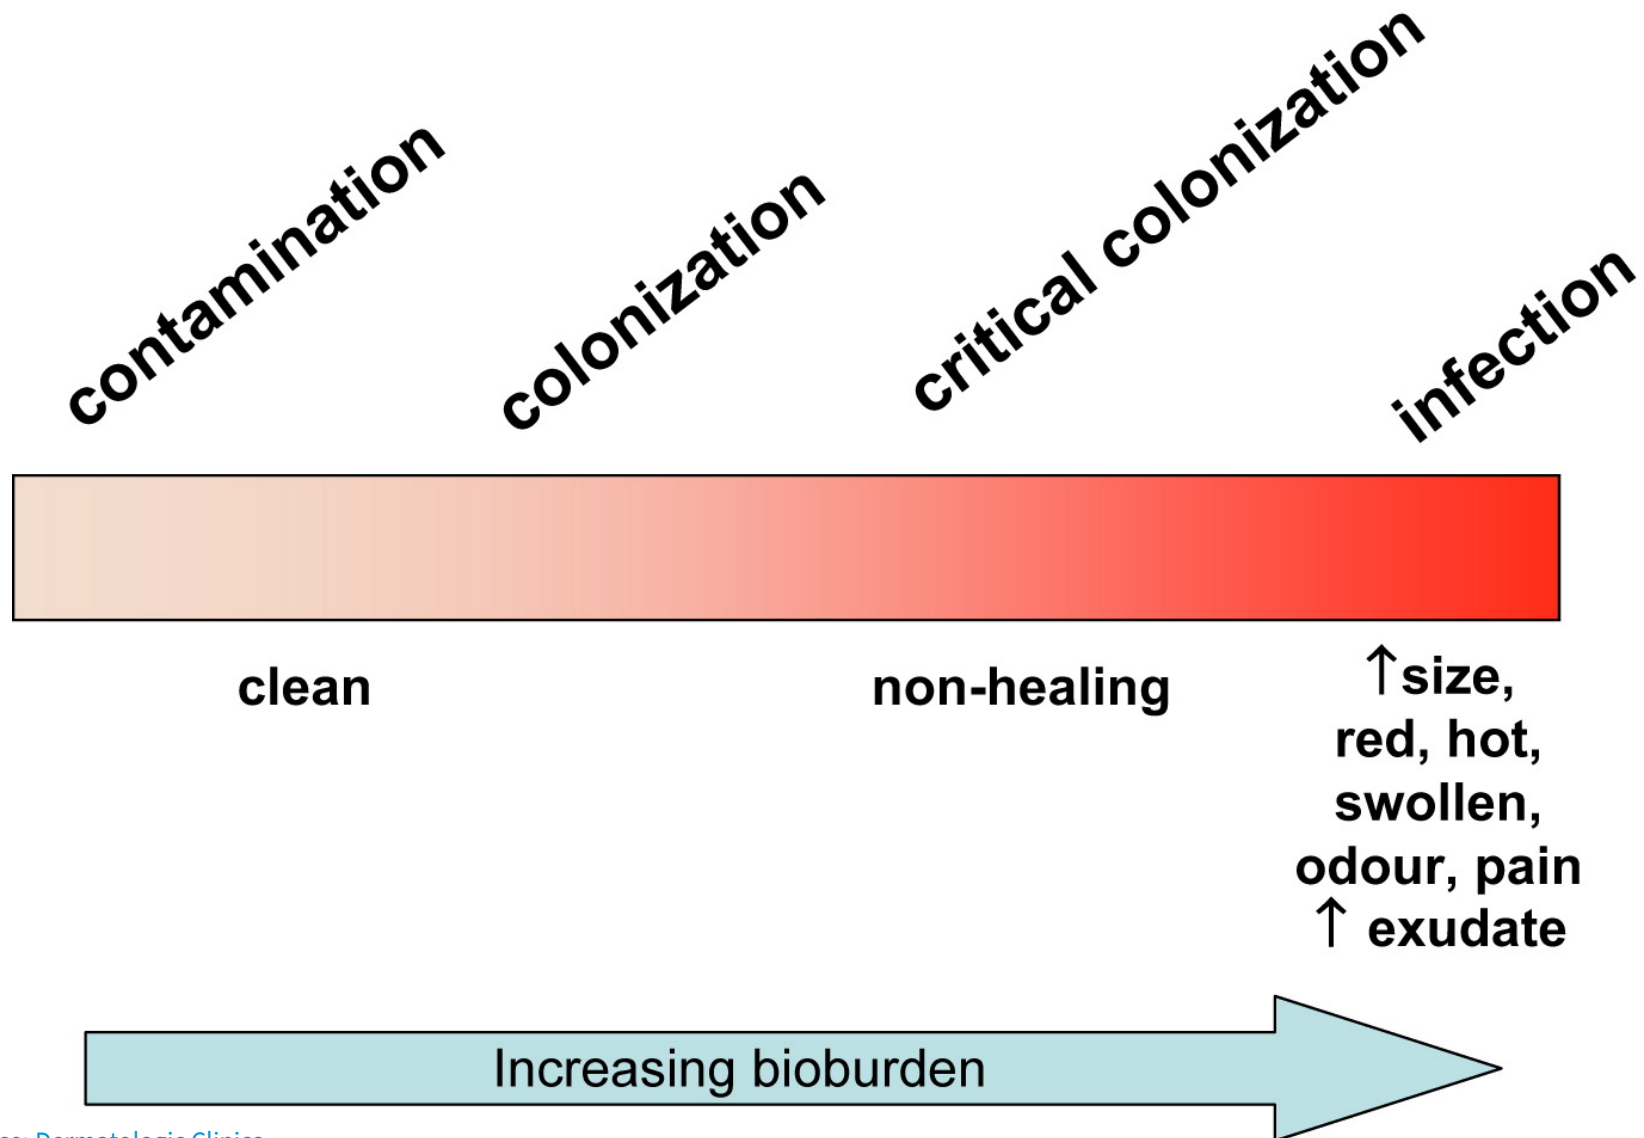 contamination
colonization
critical colonization
infection
clean
non-healing
↑size,
red, hot,
swollen,
odour, pain
↑ exudate
Increasing bioburden
Dermatologic Clinics